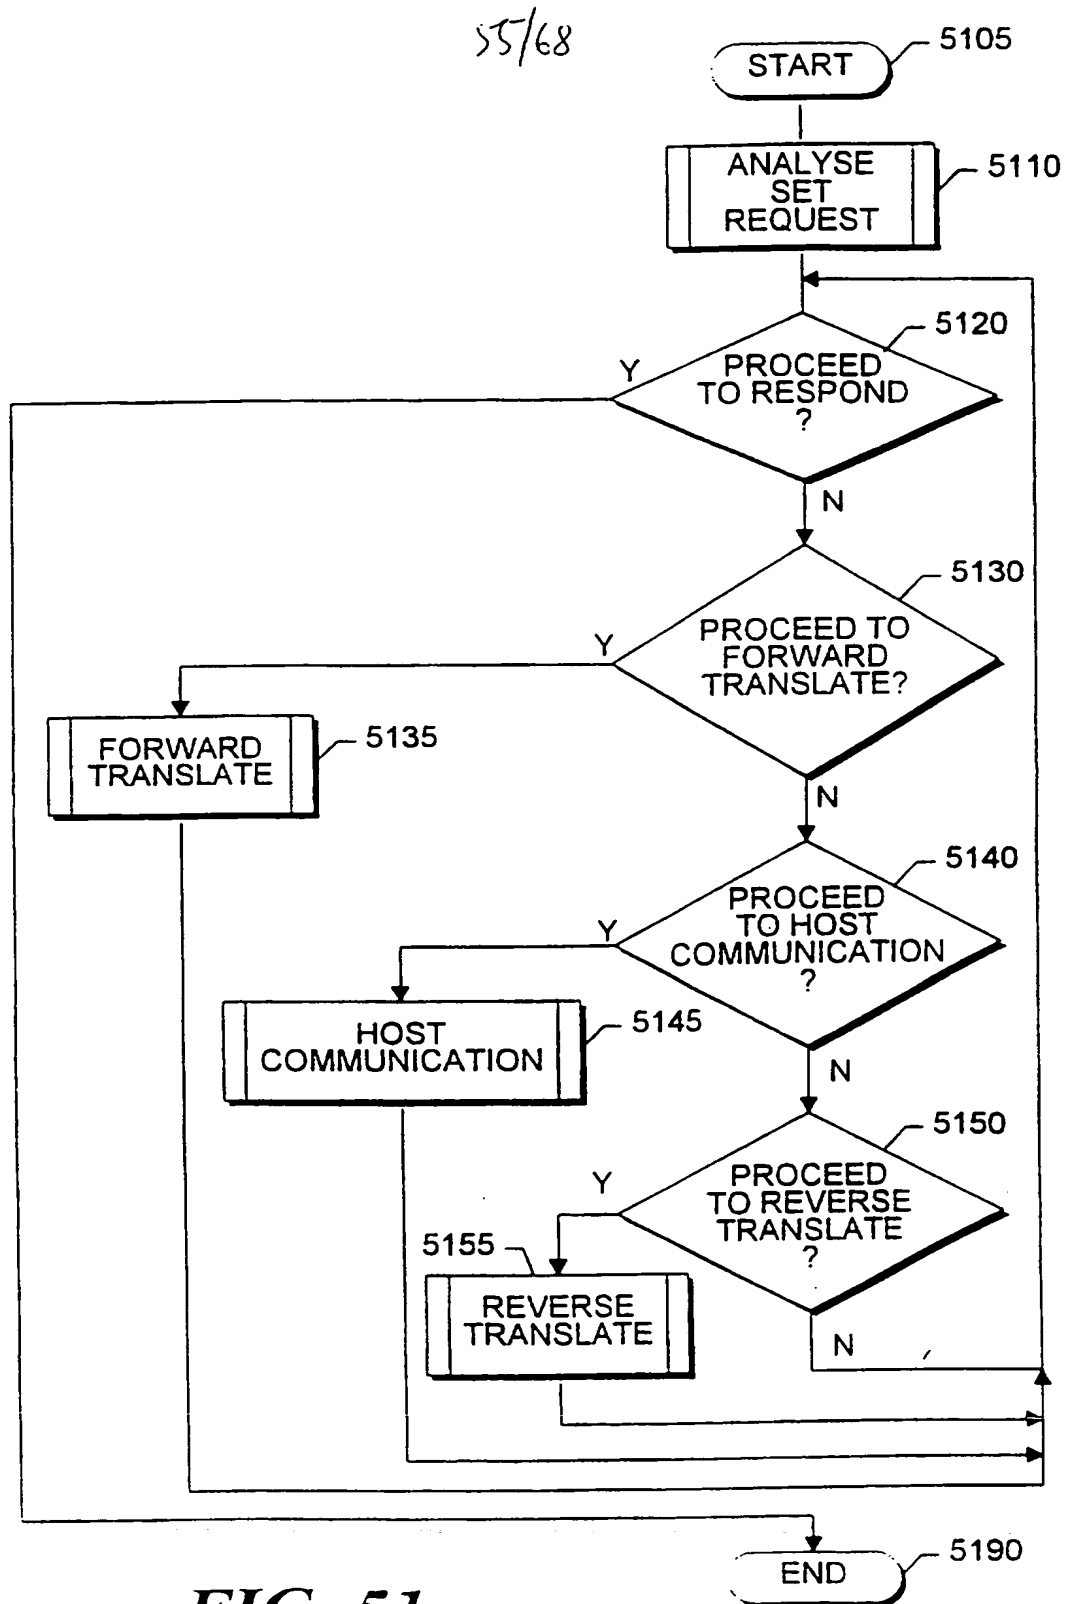 55/68
START
5105
ANALYSE
SET
REQUEST
5110
5120
PROCEED
TO RESPOND
?
Y
N
5130
PROCEED TO
FORWARD
TRANSLATE?
Y
N
FORWARD
TRANSLATE
5135
5140
PROCEED
TO HOST
COMMUNICATION
?
Y
N
HOST
COMMUNICATION
5145
5150
PROCEED
TO REVERSE
TRANSLATE
?
Y
N
5155
REVERSE
TRANSLATE
END
5190
FIG. 51